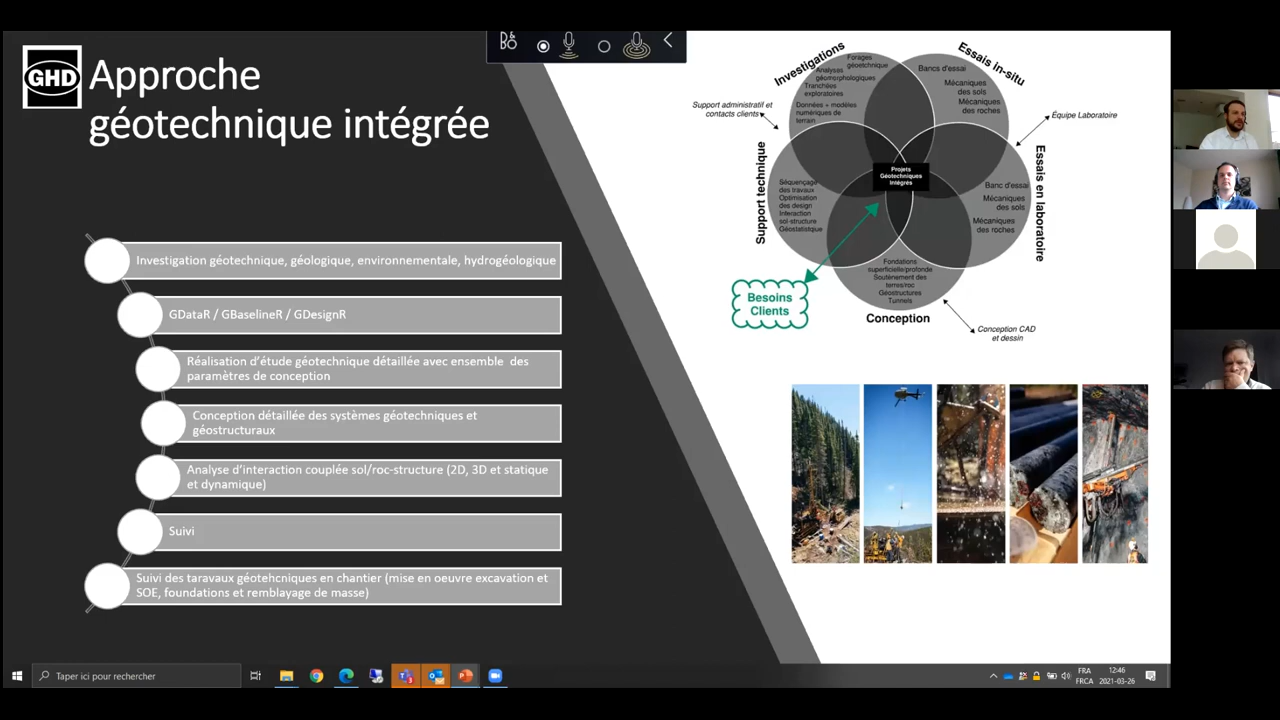 GHD
Approche
géotechnique intégrée
Investigation géotechnique, géologique, environnementale, hydrogéologique
GDataR / GBaselineR / GDesignR
Réalisation d'étude géotechnique détaillée avec ensemble des
paramètres de conception
Conception détaillée des systèmes géotechniques et
géostructuraux
Analyse d'interaction couplée sol/roc-structure (2D, 3D et statique
et dynamique)
Suivi
Suivi des taravaux géotehcniques en chantier (mise en oeuvre excavation et
SOE, foundations et remblayage de masse)
Investigations
Forages
géoetchnique
Analyses
géomorphologiques
Tranchées
exploratoires
Données + modèles
numériques de
terrain
Essais in-situ
Bancs d'essai
Mécaniques
des sols
Mécaniques
des roches
Support administratif et
contacts clients
Équipe Laboratoire
Support technique
Séquençage
des travaux
Optimisation
des design
Interaction
sol-structure
Géostatistique
Projets
Géotechniques
Intégrés
Essais en laboratoire
Banc d'essai
Mécaniques
des sols
Mécaniques
des roches
Fondations
superficielle/profonde
Soutènement des
terres/roc
Géostructures
Tunnels
Conception
Besoins
Clients
Conception CAD
et dessin
Taper ici pour rechercher
FRA
FRCA
12:46
2021-03-26